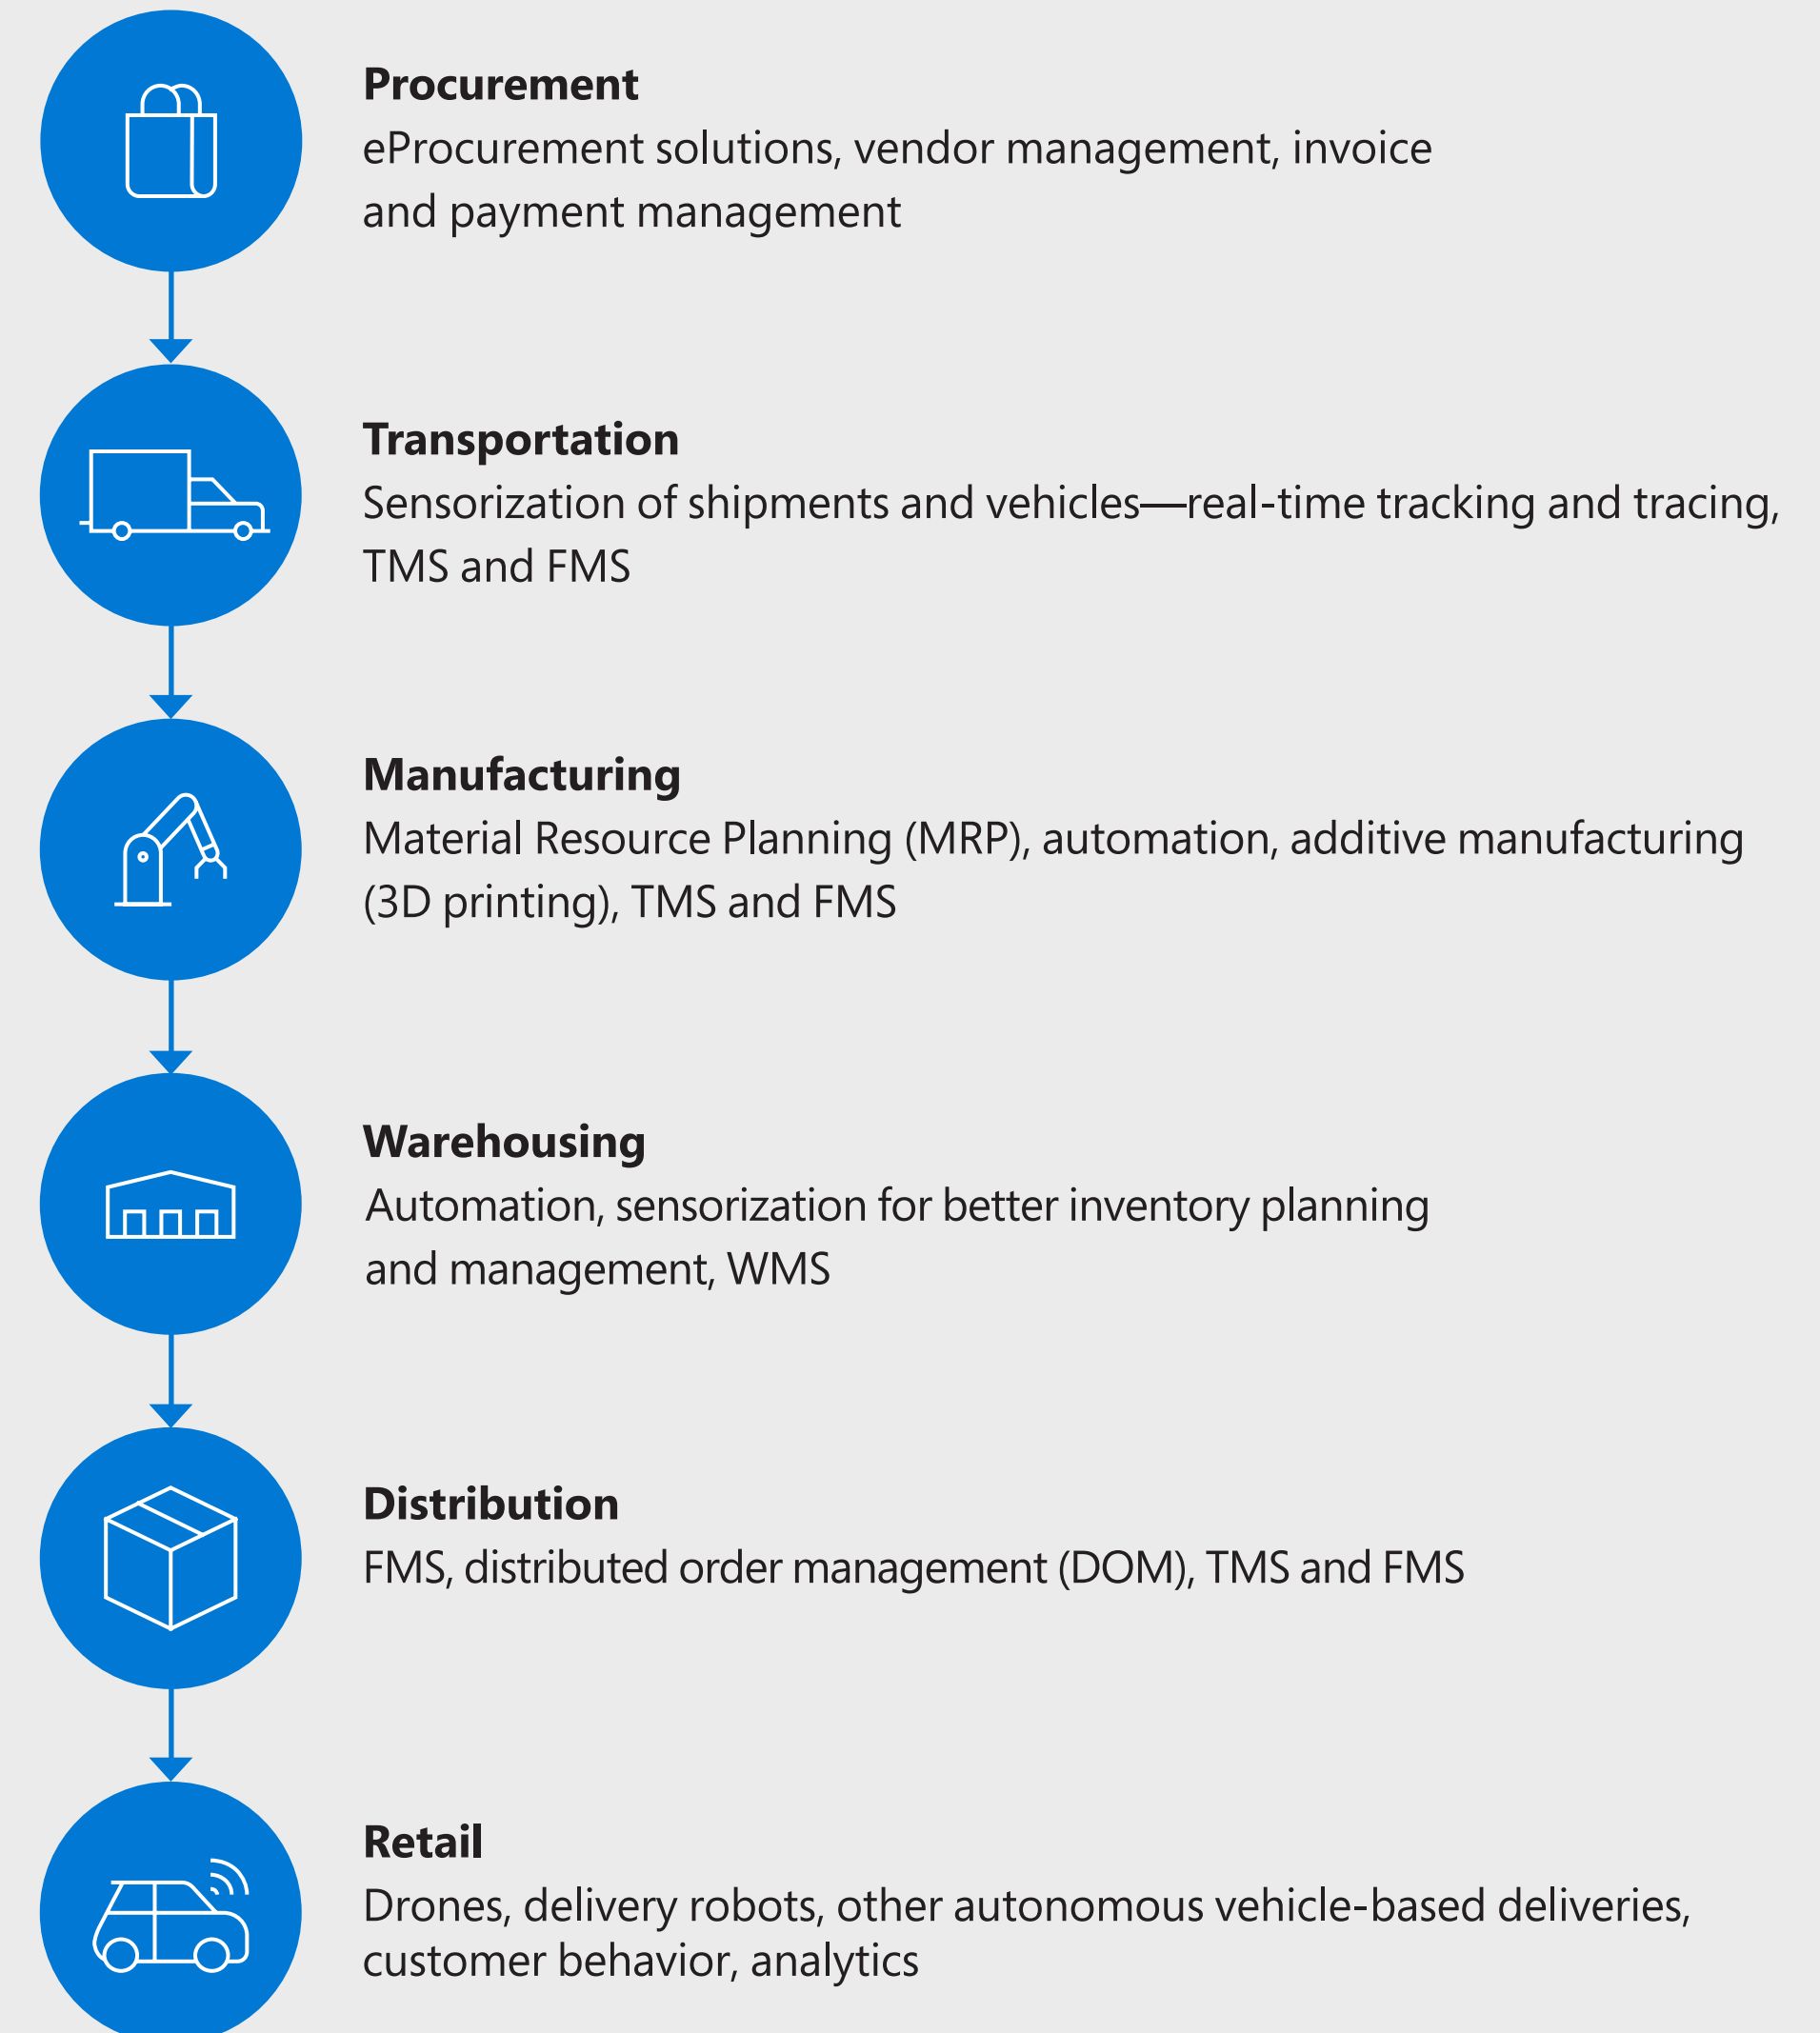 Procurement
eProcurement solutions, vendor management, invoice
and payment management
Transportation
Sensorization of shipments and vehicles—real-time tracking and tracing,
TMS and FMS
Manufacturing
Material Resource Planning (MRP), automation, additive manufacturing
(3D printing), TMS and FMS
Warehousing
Automation, sensorization for better inventory planning
and management, WMS
Distribution
FMS, distributed order management (DOM), TMS and FMS
Retail
Drones, delivery robots, other autonomous vehicle-based deliveries,
customer behavior, analytics